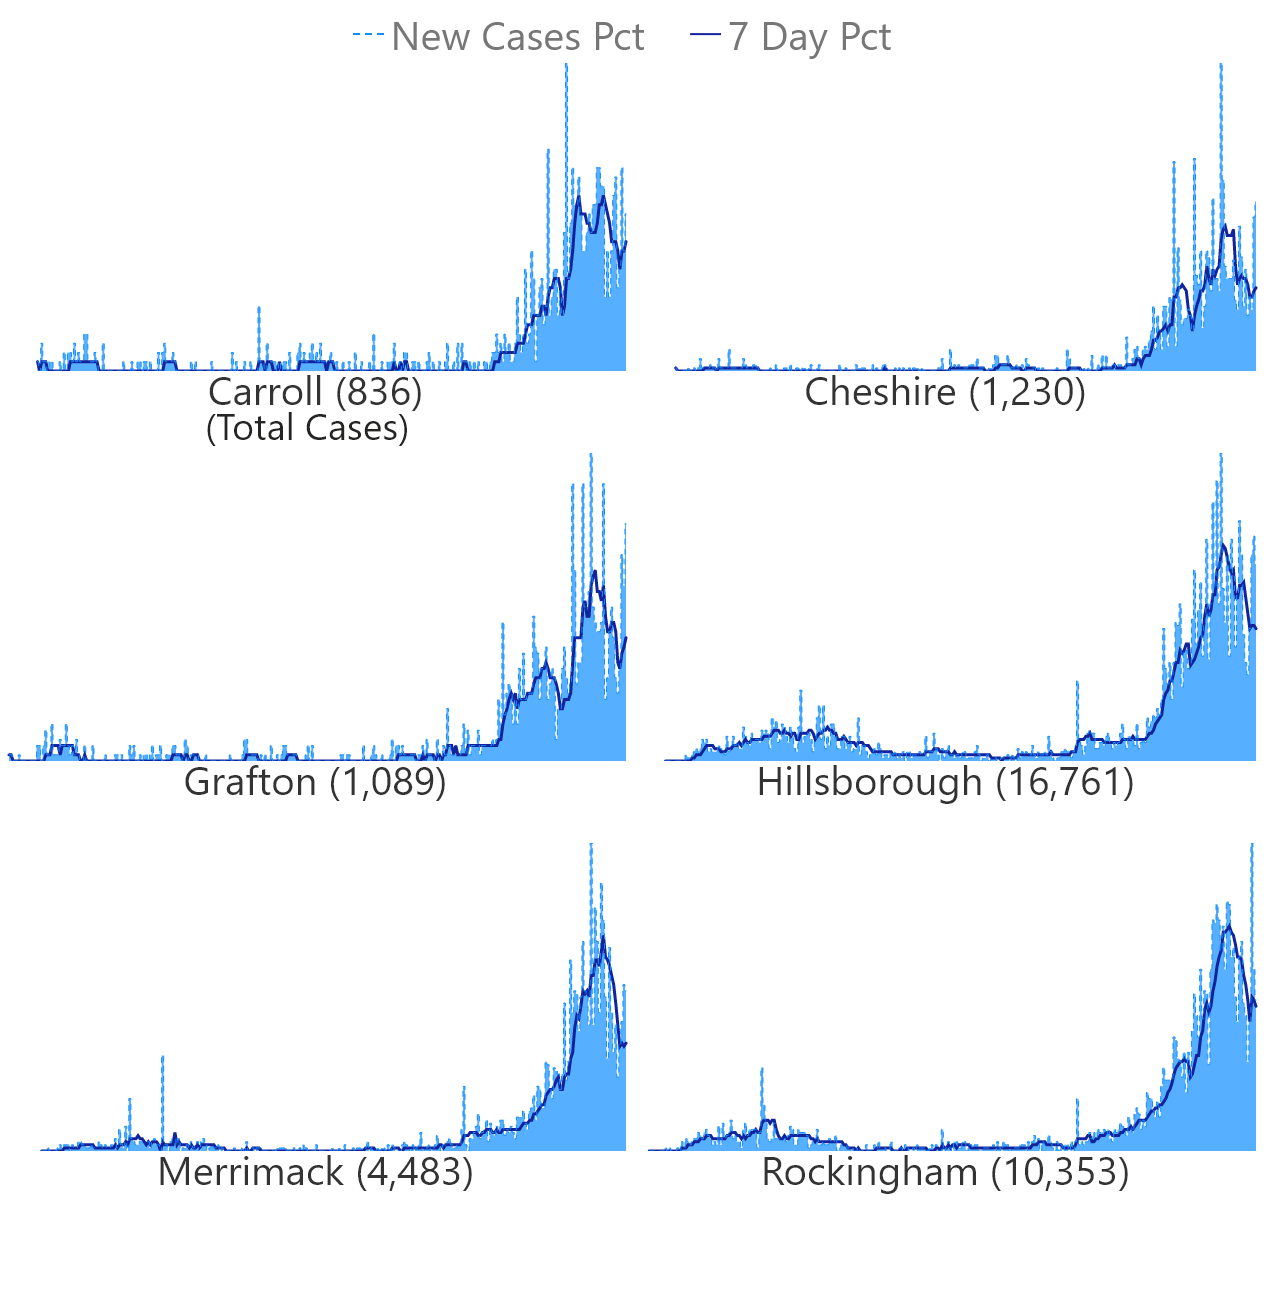 New Cases Pct 7 Day Pct
Carroll (836)
(Total Cases)
Cheshire (1,230)
Grafton (1,089)
Hillsborough (16,761)
Merrimack (4,483)
Rockingham (10,353)